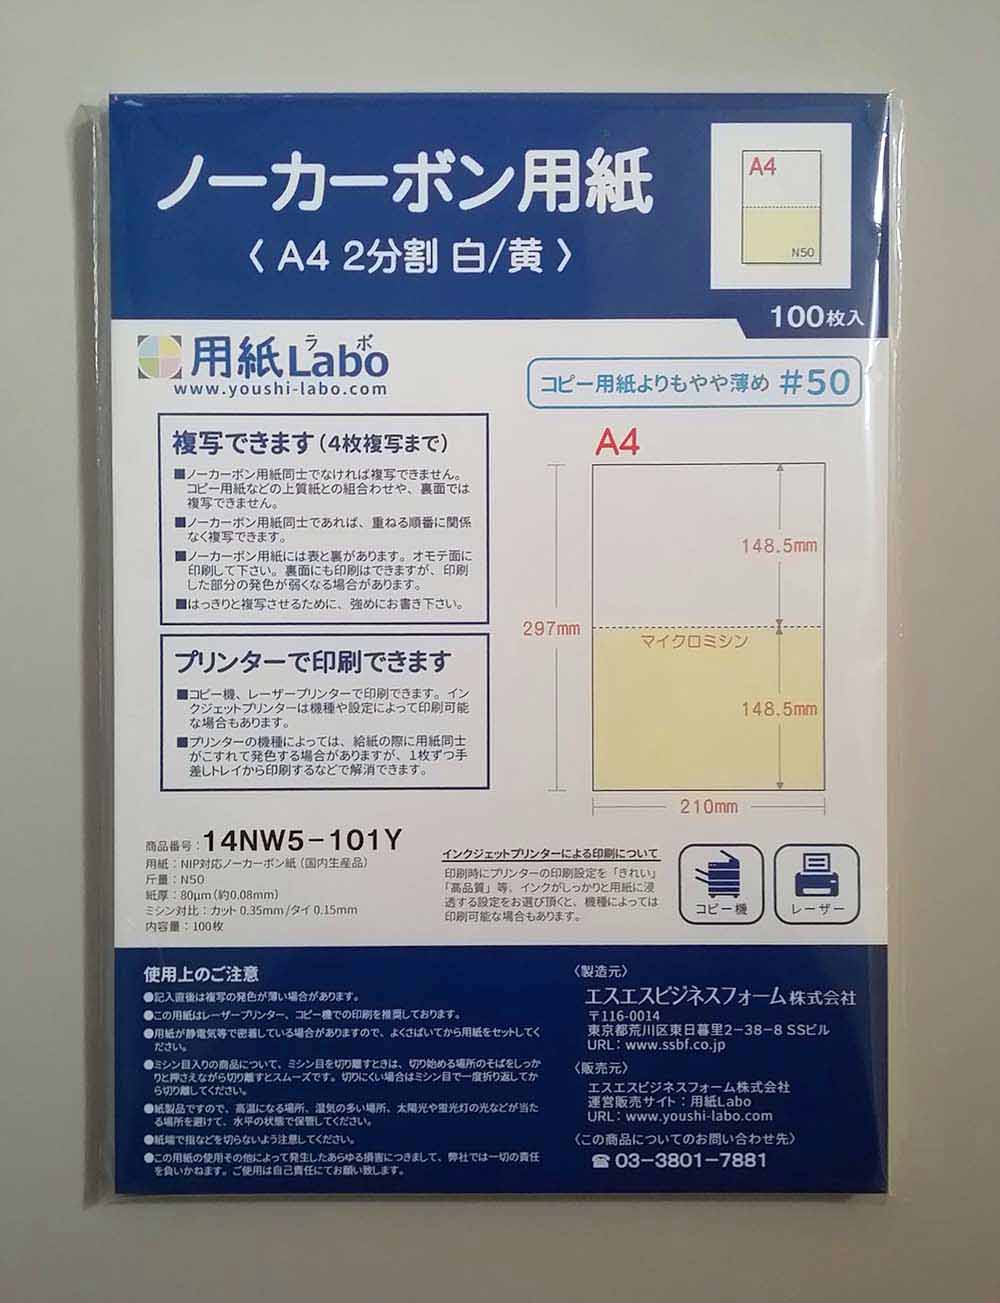 ノーカーボン用紙
〈 A4 2分割 白/黄 〉
A4
N50
100枚入
用紙Labo
ラボ
www.youshi-labo.com
コピー用紙よりもやや薄め #50
複写できます(4枚複写まで)
■ノーカーボン用紙同士でなければ複写できません。
コピー用紙などの上質紙との組合わせや、裏面では
複写できません。
■ノーカーボン用紙同士であれば、重ねる順番に関係
なく複写できます。
■ノーカーボン用紙には表と裏があります。オモテ面に
印刷して下さい。裏面にも印刷はできますが、印刷
した部分の発色が弱くなる場合があります。
■はっきりと複写させるために、強めにお書き下さい。
プリンターで印刷できます
■コピー機、レーザープリンターで印刷できます。イン
クジェットプリンターは機種や設定によって印刷可能
な場合もあります。
■プリンターの機種によっては、給紙の際に用紙同士
がこすれて発色する場合がありますが、1枚ずつ手
差しトレイから印刷するなどで解消できます。
A4
148.5mm
297mm
マイクロミシン
148.5mm
210mm
商品番号:14NW5-101Y
用紙:NIP対応ノーカーボン紙(国内生産品)
斤量:N50
紙厚:80μm(約0.08mm)
ミシン対比:カット 0.35mm/タイ 0.15mm
内容量:100枚
インクジェットプリンターによる印刷について
印刷時にプリンターの印刷設定を「きれい」
「高品質」等、インクがしっかりと用紙に浸
透する設定をお選び頂くと、機種によっては
印刷可能な場合もあります。
コピー機
レーザー
使用上のご注意
●記入直後は複写の発色が薄い場合があります。
●この用紙はレーザープリンター、コピー機での印刷を推奨しております。
●用紙が静電気等で密着している場合がありますので、よくさばいてから用紙をセットしてく
ださい。
●ミシン目入りの商品について、ミシン目を切り離すときは、切り始める場所のそばをしっか
りと押さえながら切り離すとスムーズです。切りにくい場合はミシン目で一度折り返してか
ら切り離してください。
●紙製品ですので、高温になる場所、湿気の多い場所、太陽光や蛍光灯の光などが当た
る場所を避けて、水平の状態で保管してください。
●紙端で指などを切らないよう注意してください。
●この用紙の使用その他によって発生したあらゆる損害につきまして、弊社では一切の責任
を負いかねます。ご使用は自己責任にてお願い致します。
〈製造元〉
エスエスビジネスフォーム株式会社
〒116-0014
東京都荒川区東日暮里2-38-8 SSビル
URL:www.ssbf.co.jp
〈販売元〉
エスエスビジネスフォーム株式会社
運営販売サイト:用紙Labo
URL:www.youshi-labo.com
〈この商品についてのお問い合わせ先〉
☎03-3801-7881